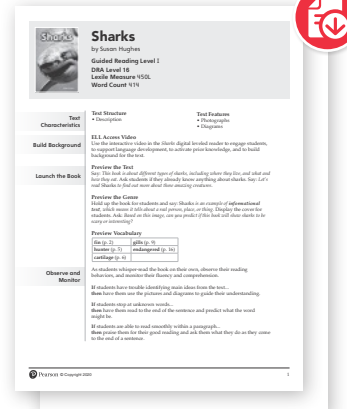 Sharks
Sharks
by Susan Hughes
Guided Reading Level I
DRA Level 16
Lexile Measure 450L
Word Count 414
Text Characteristics
Text Structure
• Description
Text Features
• Photographs
• Diagrams
Build Background
ELL Access Video
Use the interactive video in the Sharks digital leveled reader to engage students,
to support language development, to activate prior knowledge, and to build
background for the text.
Launch the Book
Preview the Text
Say: This book is about different types of sharks, including where they live, and what and
how they eat. Ask students if they already know anything about sharks. Say: Let's
read Sharks to find out more about these amazing creatures.
Preview the Genre
Hold up the book for students and say Sharks is an example of informational
text, which means it tells about a real person, place, or thing. Display the cover for
students. Ask: Based on this image, can you predict if this book will show sharks to be
scary or interesting?
Preview Vocabulary
fin (p. 2) gills (p. 9)
hunter (p. 5) endangered (p. 16)
cartilage (p. 6)
Observe and
Monitor
As students whisper-read the book on their own, observe their reading
behaviors, and monitor their fluency and comprehension.
If students have trouble identifying main ideas from the text...
then have them use the pictures and diagrams to guide their understanding.
If students stop at unknown words...
then have them read to the end of the sentence and predict what the word
might be.
If students are able to read smoothly within a paragraph...
then praise them for their good reading and ask them what they do as they come
to the end of a sentence.
Pearson © Copyright 2020
1